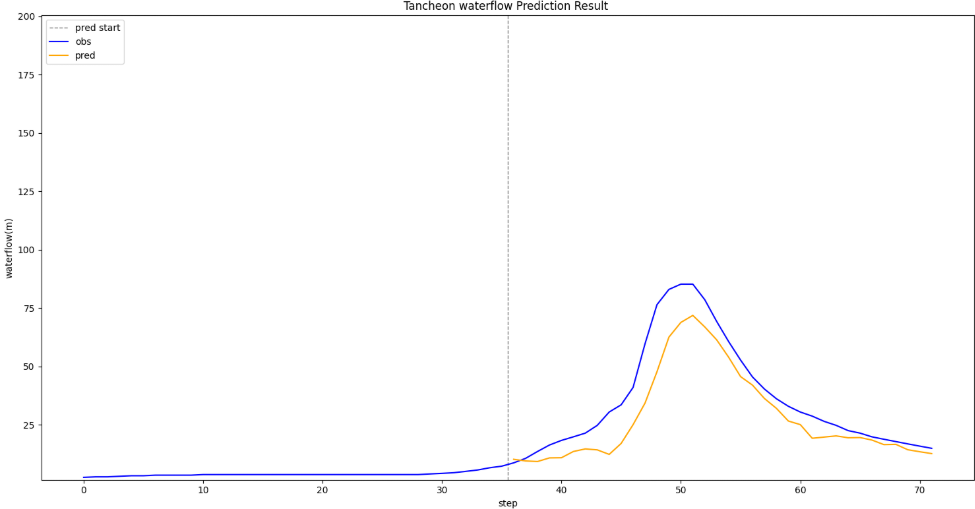 Tancheon waterflow Prediction Result
pred start
obs
pred
200
175
150
125
100
75
50
25
waterflow(m)
0 10 20 30 40 50 60 70
step